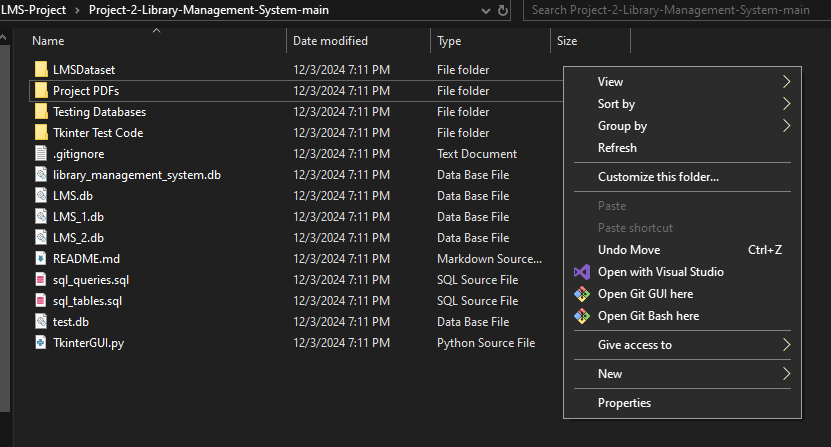 LMS-Project > Project-2-Library-Management-System-main
Search Project-2-Library-Management-System-main
Name Date modified Type Size
LMSDataset 12/3/2024 7:11 PM File folder
Project PDFs 12/3/2024 7:11 PM File folder
Testing Databases 12/3/2024 7:11 PM File folder
Tkinter Test Code 12/3/2024 7:11 PM File folder
.gitignore 12/3/2024 7:11 PM Text Document
library_management_system.db 12/3/2024 7:11 PM Data Base File
LMS.db 12/3/2024 7:11 PM Data Base File
LMS_1.db 12/3/2024 7:11 PM Data Base File
LMS_2.db 12/3/2024 7:11 PM Data Base File
README.md 12/3/2024 7:11 PM Markdown Source...
sql_queries.sql 12/3/2024 7:11 PM SQL Source File
sql_tables.sql 12/3/2024 7:11 PM SQL Source File
test.db 12/3/2024 7:11 PM Data Base File
TkinterGUI.py 12/3/2024 7:11 PM Python Source File
View
Sort by
Group by
Refresh
Customize this folder...
Paste
Paste shortcut
Undo Move Ctrl+Z
Open with Visual Studio
Open Git GUI here
Open Git Bash here
Give access to
New
Properties